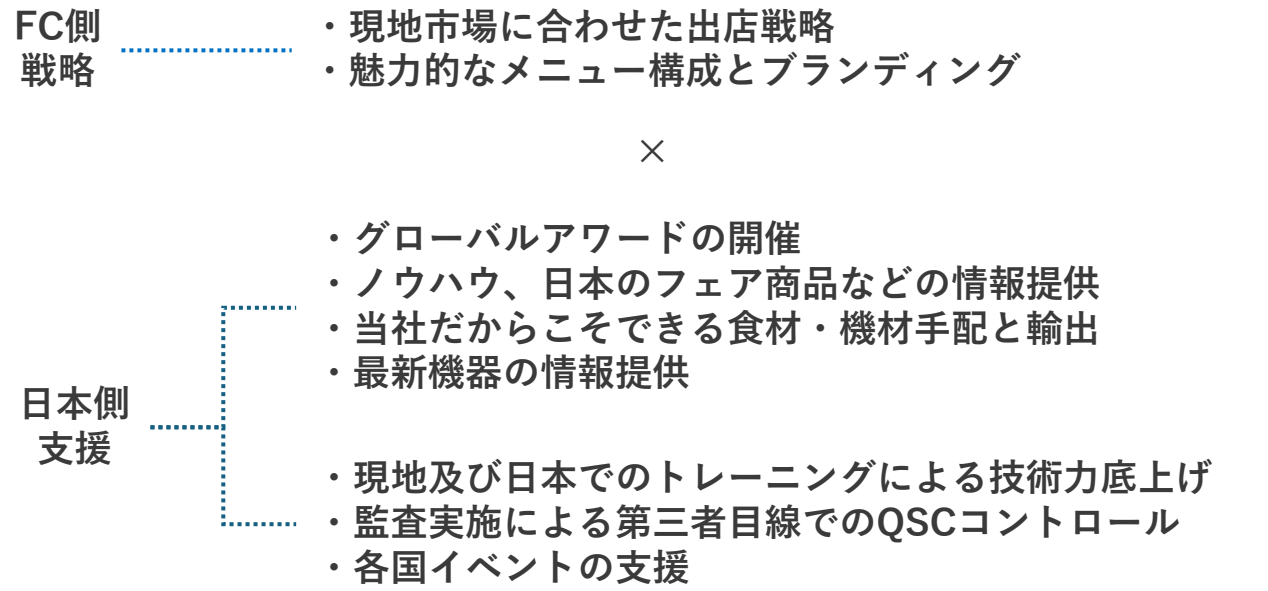 FC側
戦略
・現地市場に合わせた出店戦略
・魅力的なメニュー構成とブランディング
×
日本側
支援
・グローバルアワードの開催
・ノウハウ、日本のフェア商品などの情報提供
・当社だからこそできる食材・機材手配と輸出
・最新機器の情報提供
・現地及び日本でのトレーニングによる技術力底上げ
・監査実施による第三者目線でのQSCコントロール
・各国イベントの支援